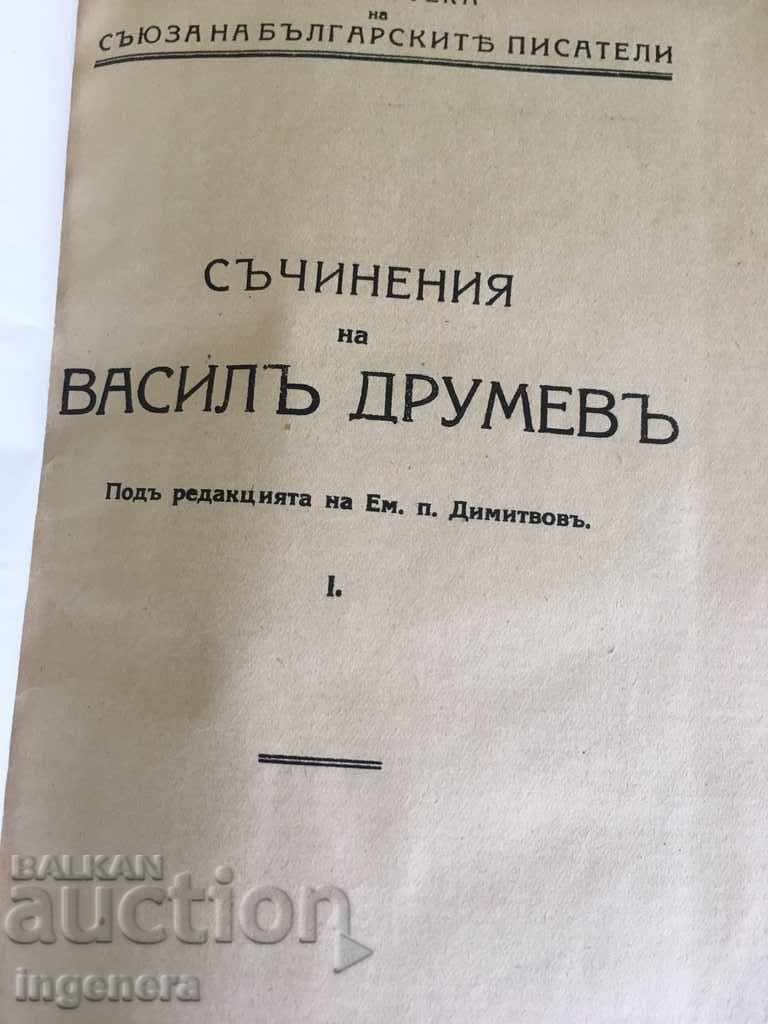 на
СЪЮЗА НА БЪЛГАРСКИТѢ ПИСАТЕЛИ
СЪЧИНЕНИЯ
на
ВАСИЛЪ ДРУМЕВЪ
Подъ редакцията на Ем. п. Димитвовъ.
I.
BALKAN
auction
ingenera